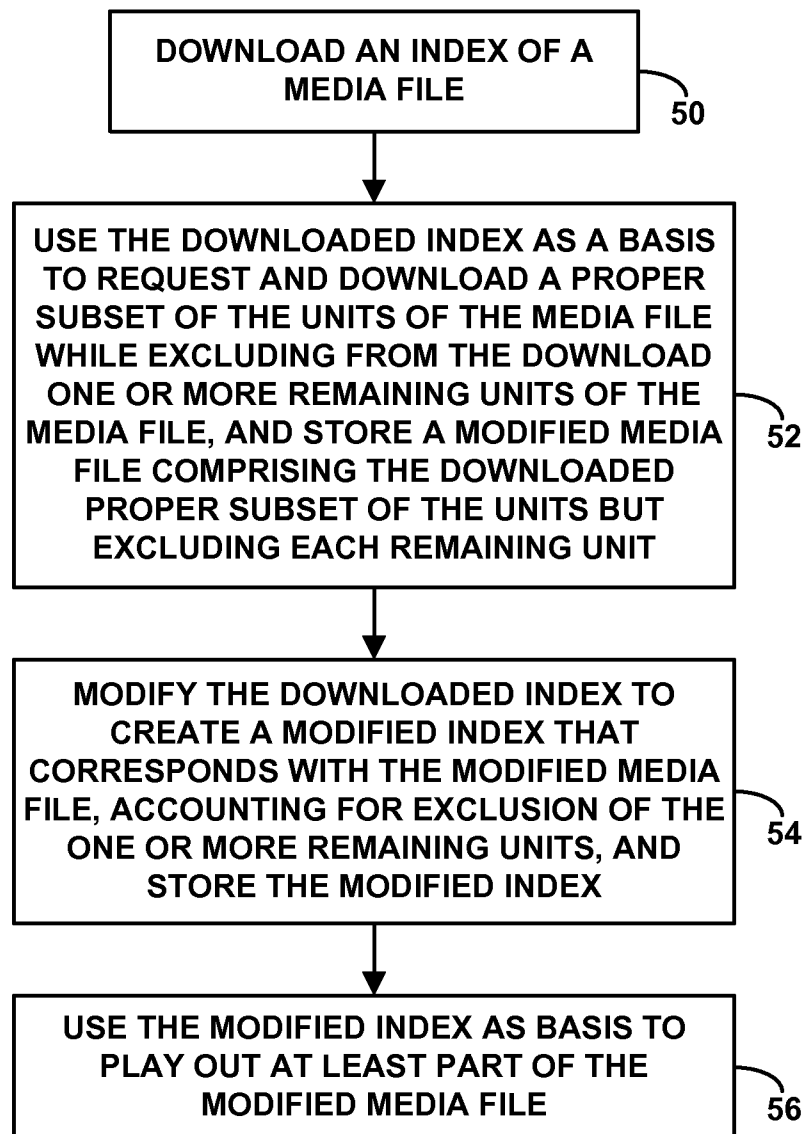 DOWNLOAD AN INDEX OF A
MEDIA FILE
50
USE THE DOWNLOADED INDEX AS A BASIS
TO REQUEST AND DOWNLOAD A PROPER
SUBSET OF THE UNITS OF THE MEDIA FILE
WHILE EXCLUDING FROM THE DOWNLOAD
ONE OR MORE REMAINING UNITS OF THE
MEDIA FILE, AND STORE A MODIFIED MEDIA
FILE COMPRISING THE DOWNLOADED
PROPER SUBSET OF THE UNITS BUT
EXCLUDING EACH REMAINING UNIT
52
MODIFY THE DOWNLOADED INDEX TO
CREATE A MODIFIED INDEX THAT
CORRESPONDS WITH THE MODIFIED MEDIA
FILE, ACCOUNTING FOR EXCLUSION OF THE
ONE OR MORE REMAINING UNITS, AND
STORE THE MODIFIED INDEX
54
USE THE MODIFIED INDEX AS BASIS TO
PLAY OUT AT LEAST PART OF THE
MODIFIED MEDIA FILE
56